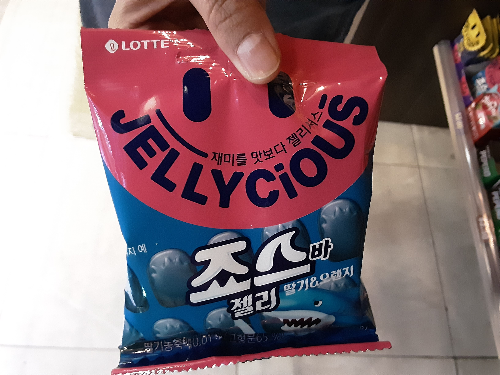 LOTTE
JELLYCiOUS
재미를 맛보다 젤리셔스
죠스바
젤리
딸기&오렌지